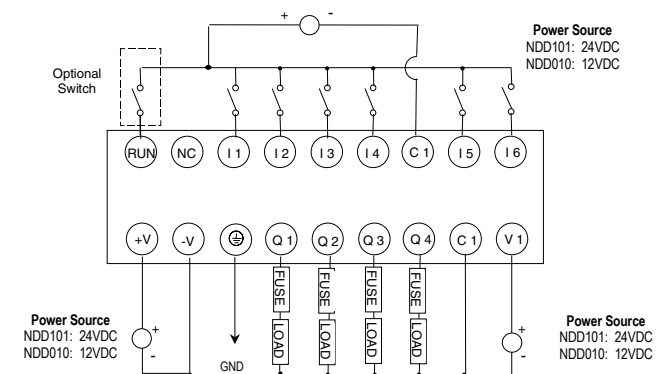 + -
Power Source
NDD101: 24VDC
NDD010: 12VDC
Optional
Switch
RUN NC I 1 I 2 I 3 I 4 C 1 I 5 I 6
+V -V Q 1 Q 2 Q 3 Q 4 C 1 V 1
FUSE FUSE FUSE FUSE
LOAD LOAD LOAD LOAD
Power Source
NDD101: 24VDC
NDD010: 12VDC
+
-
GND
+
-
Power Source
NDD101: 24VDC
NDD010: 12VDC